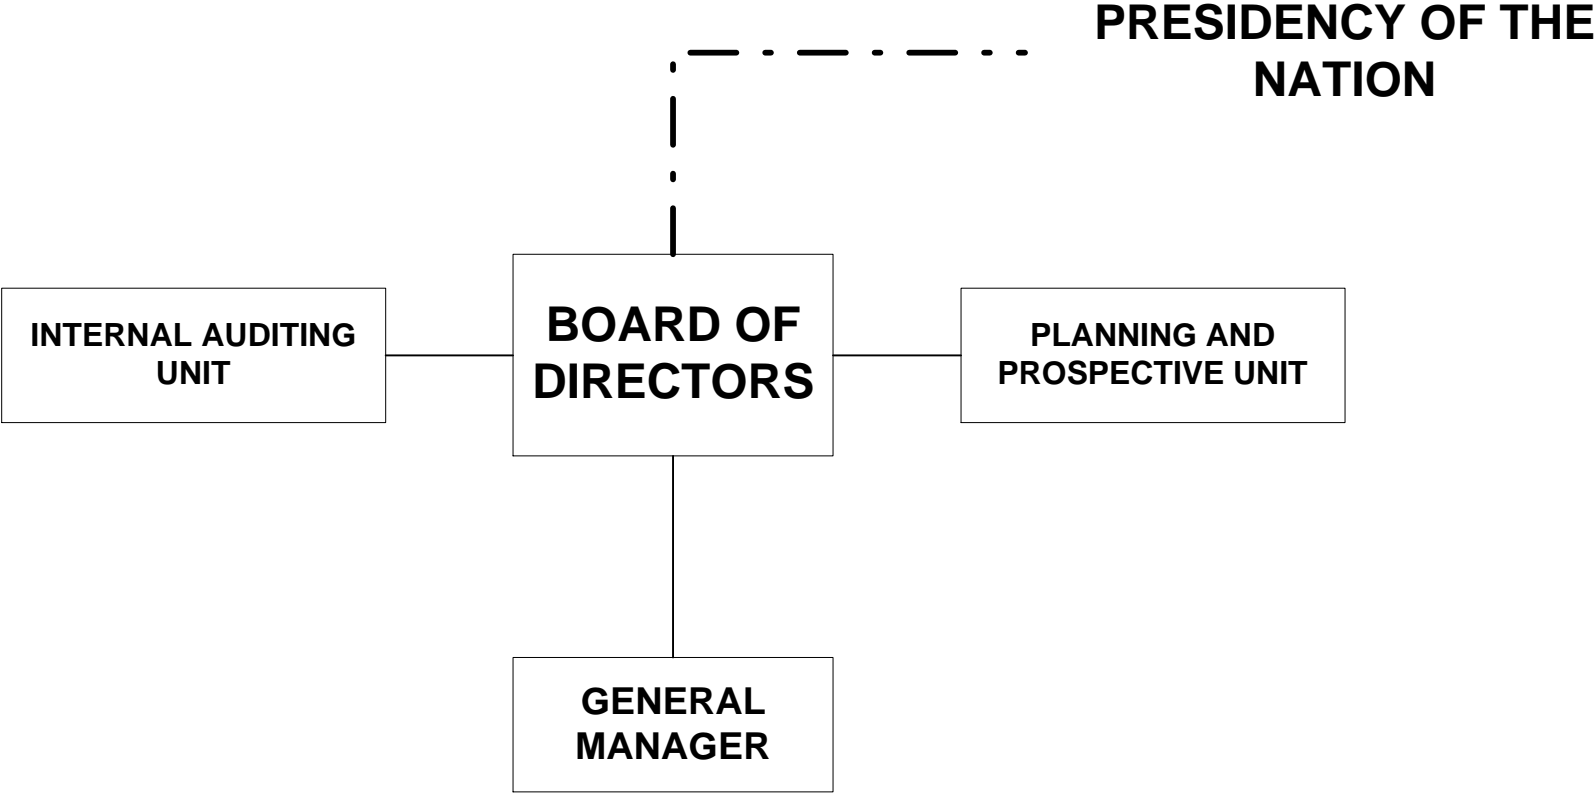 PRESIDENCY OF THE
NATION
INTERNAL AUDITING
UNIT
BOARD OF
DIRECTORS
PLANNING AND
PROSPECTIVE UNIT
GENERAL
MANAGER